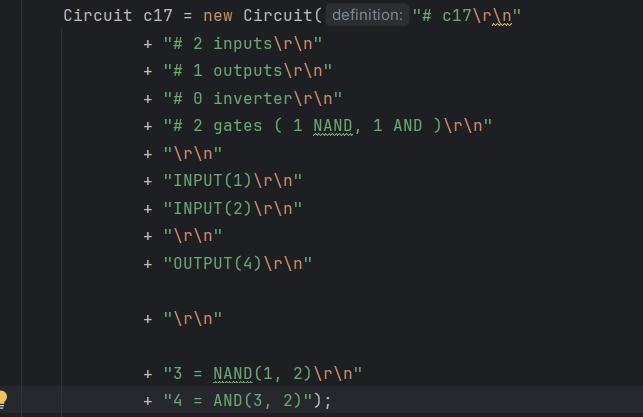 Circuit c17 = new Circuit( definition: "# c17\r\n"
+ "# 2 inputs\r\n"
+ "# 1 outputs\r\n"
+ "# 0 inverter\r\n"
+ "# 2 gates ( 1 NAND, 1 AND )\r\n"
+ "\r\n"
+ "INPUT(1)\r\n"
+ "INPUT(2)\r\n"
+ "\r\n"
+ "OUTPUT(4)\r\n"
+ "\r\n"
+ "3 = NAND(1, 2)\r\n"
+ "4 = AND(3, 2)");